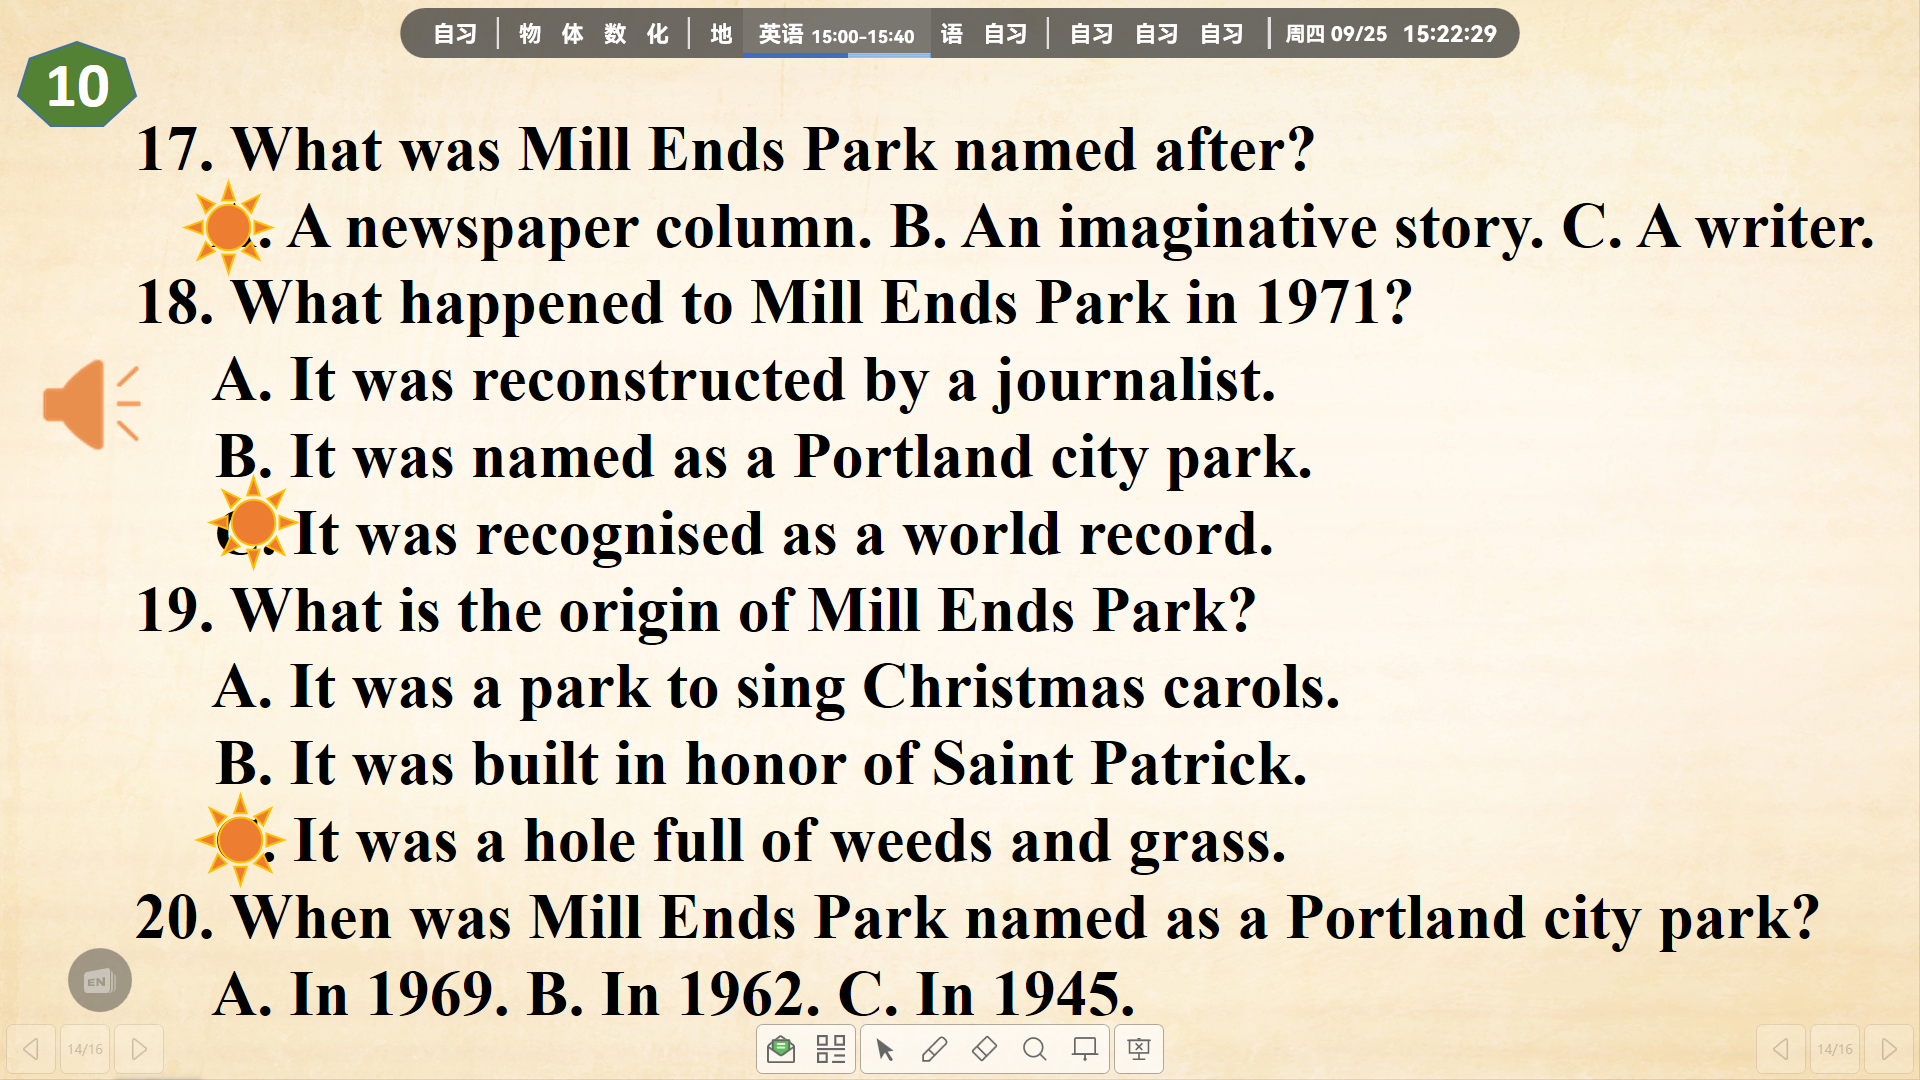 自习 | 物 体 数 化 | 地 英语 15:00-15:40 语 自习 | 自习 自习 自习 | 周四 09/25 15:22:29
10
17. What was Mill Ends Park named after?
A newspaper column. B. An imaginative story. C. A writer.
18. What happened to Mill Ends Park in 1971?
A. It was reconstructed by a journalist.
B. It was named as a Portland city park.
C. It was recognised as a world record.
19. What is the origin of Mill Ends Park?
A. It was a park to sing Christmas carols.
B. It was built in honor of Saint Patrick.
It was a hole full of weeds and grass.
20. When was Mill Ends Park named as a Portland city park?
A. In 1969. B. In 1962. C. In 1945.
EN
14/16
14/16